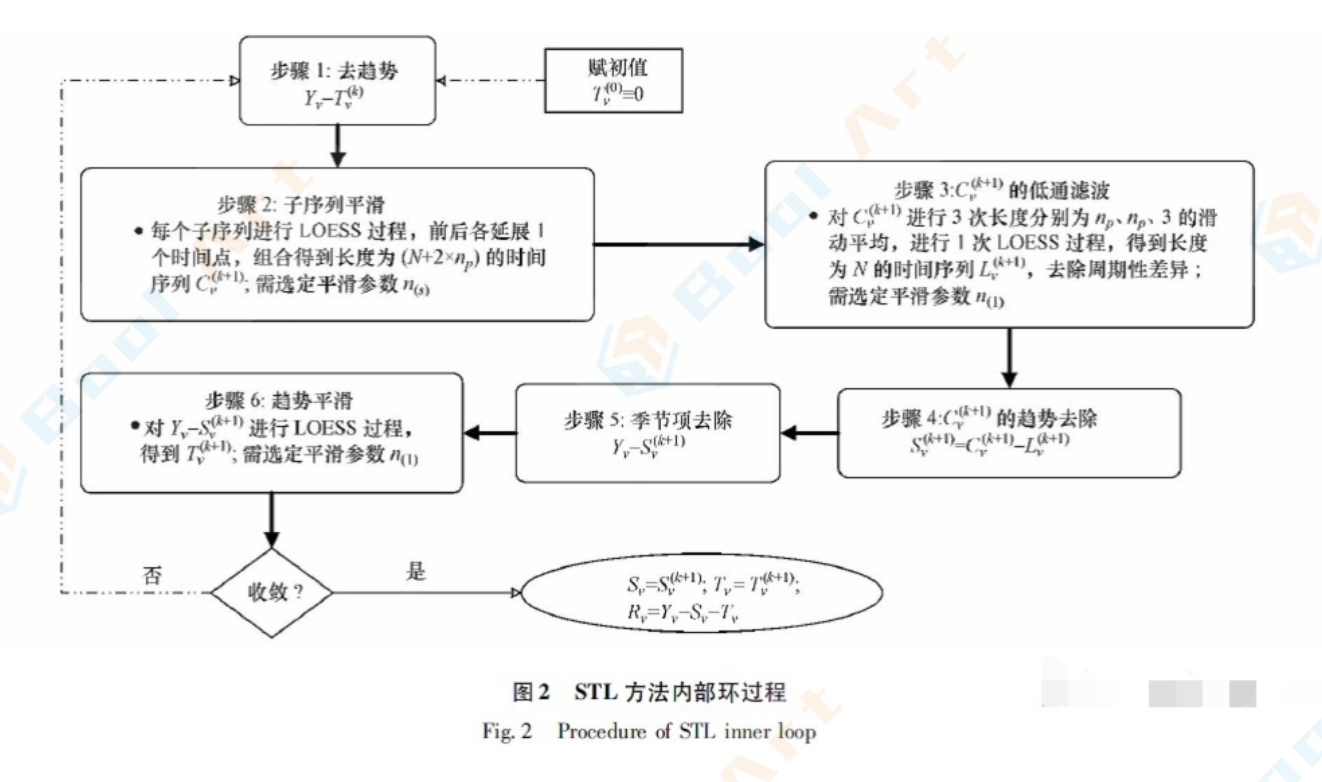 步骤 1: 去趋势
Y_v–T_v^(k)
赋初值
T_v^(0)=0
步骤 2: 子序列平滑
• 每个子序列进行 LOESS 过程，前后各延展 1
个时间点，组合得到长度为 (N+2×n_p) 的时间
序列 C_v^(k+1); 需选定平滑参数 n_(s)
步骤 3:C_v^(k+1) 的低通滤波
• 对 C_v^(k+1) 进行 3 次长度分别为 n_p、n_p、3 的滑
动平均，进行 1 次 LOESS 过程，得到长度
为 N 的时间序列 L_v^(k+1)，去除周期性差异；
需选定平滑参数 n_(1)
步骤 4:C_v^(k+1) 的趋势去除
S_v^(k+1)=C_v^(k+1)–L_v^(k+1)
步骤 5: 季节项去除
Y_v–S_v^(k+1)
步骤 6: 趋势平滑
• 对 Y_v–S_v^(k+1) 进行 LOESS 过程，
得到 T_v^(k+1); 需选定平滑参数 n_(1)
收敛？
否
是
S_v=S_v^(k+1); T_v=T_v^(k+1);
R_v=Y_v–S_v–T_v
图 2 STL 方法内部环过程
Fig. 2 Procedure of STL inner loop
Buol Art
Buol Art